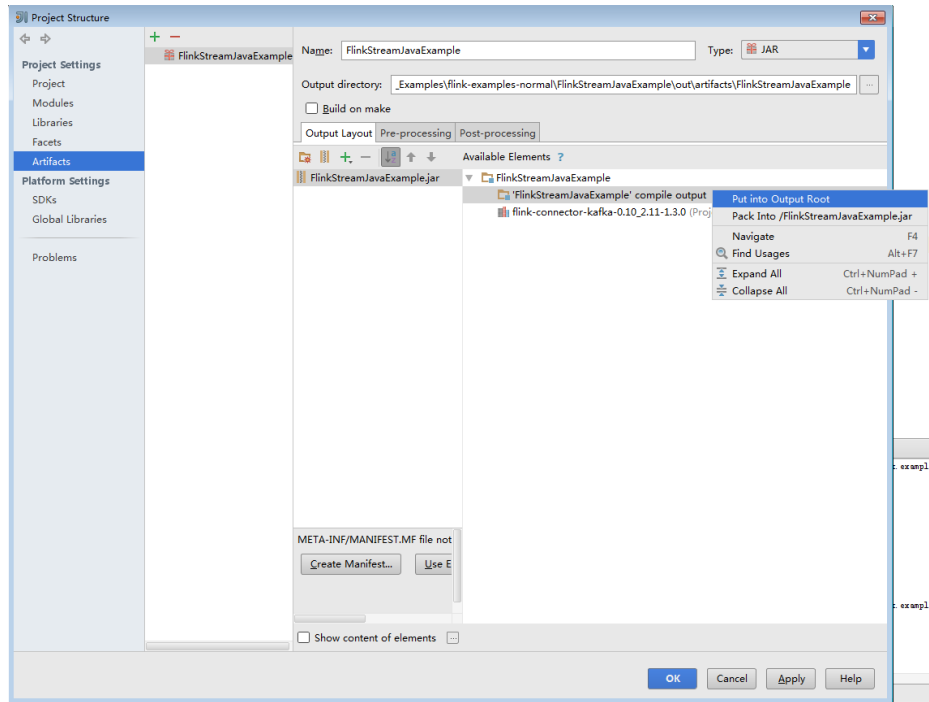 Project Structure
Project Settings
Project
Modules
Libraries
Facets
Artifacts
Platform Settings
SDKs
Global Libraries
Problems
FlinkStreamJavaExample
Name: FlinkStreamJavaExample
Type: JAR
Output directory: _Examples\flink-examples-normal\FlinkStreamJavaExample\out\artifacts\FlinkStreamJavaExample ...
Build on make
Output Layout Pre-processing Post-processing
Available Elements ?
FlinkStreamJavaExample.jar
FlinkStreamJavaExample
'FlinkStreamJavaExample' compile output
flink-connector-kafka-0.10_2.11-1.3.0 (Proj
Put into Output Root
Pack Into /FlinkStreamJavaExample.jar
Navigate F4
Find Usages Alt+F7
Expand All Ctrl+NumPad +
Collapse All Ctrl+NumPad -
META-INF/MANIFEST.MF file not
Create Manifest... Use E
Show content of elements ...
OK Cancel Apply Help
exampl
exampl